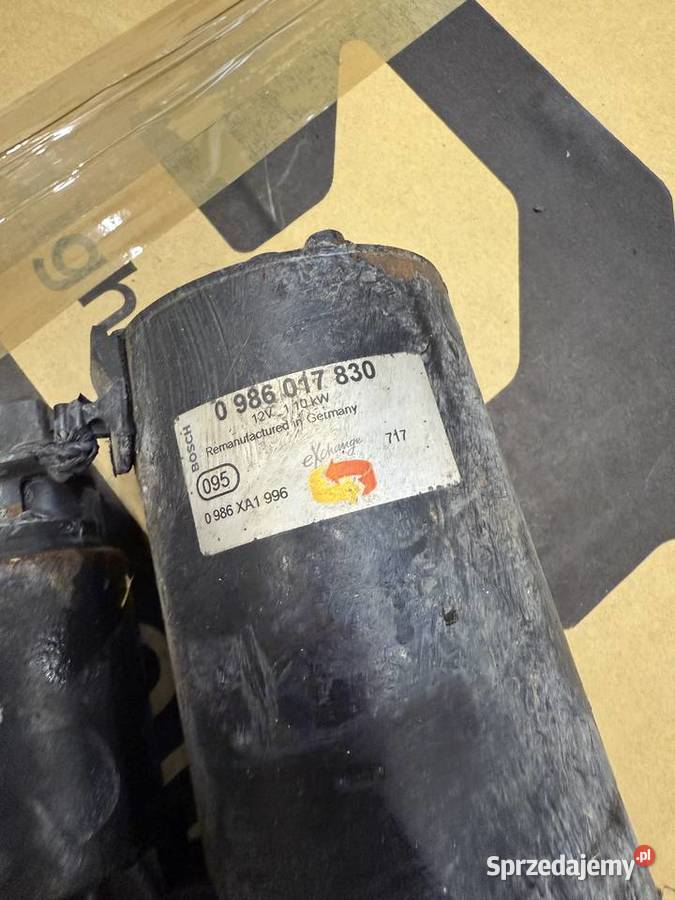 0 986 017 830
12V 1,10 kW
Remanufactured in Germany
BOSCH
eXchange
717
095
0 986 XA1 996
Sprzedajemy.pl